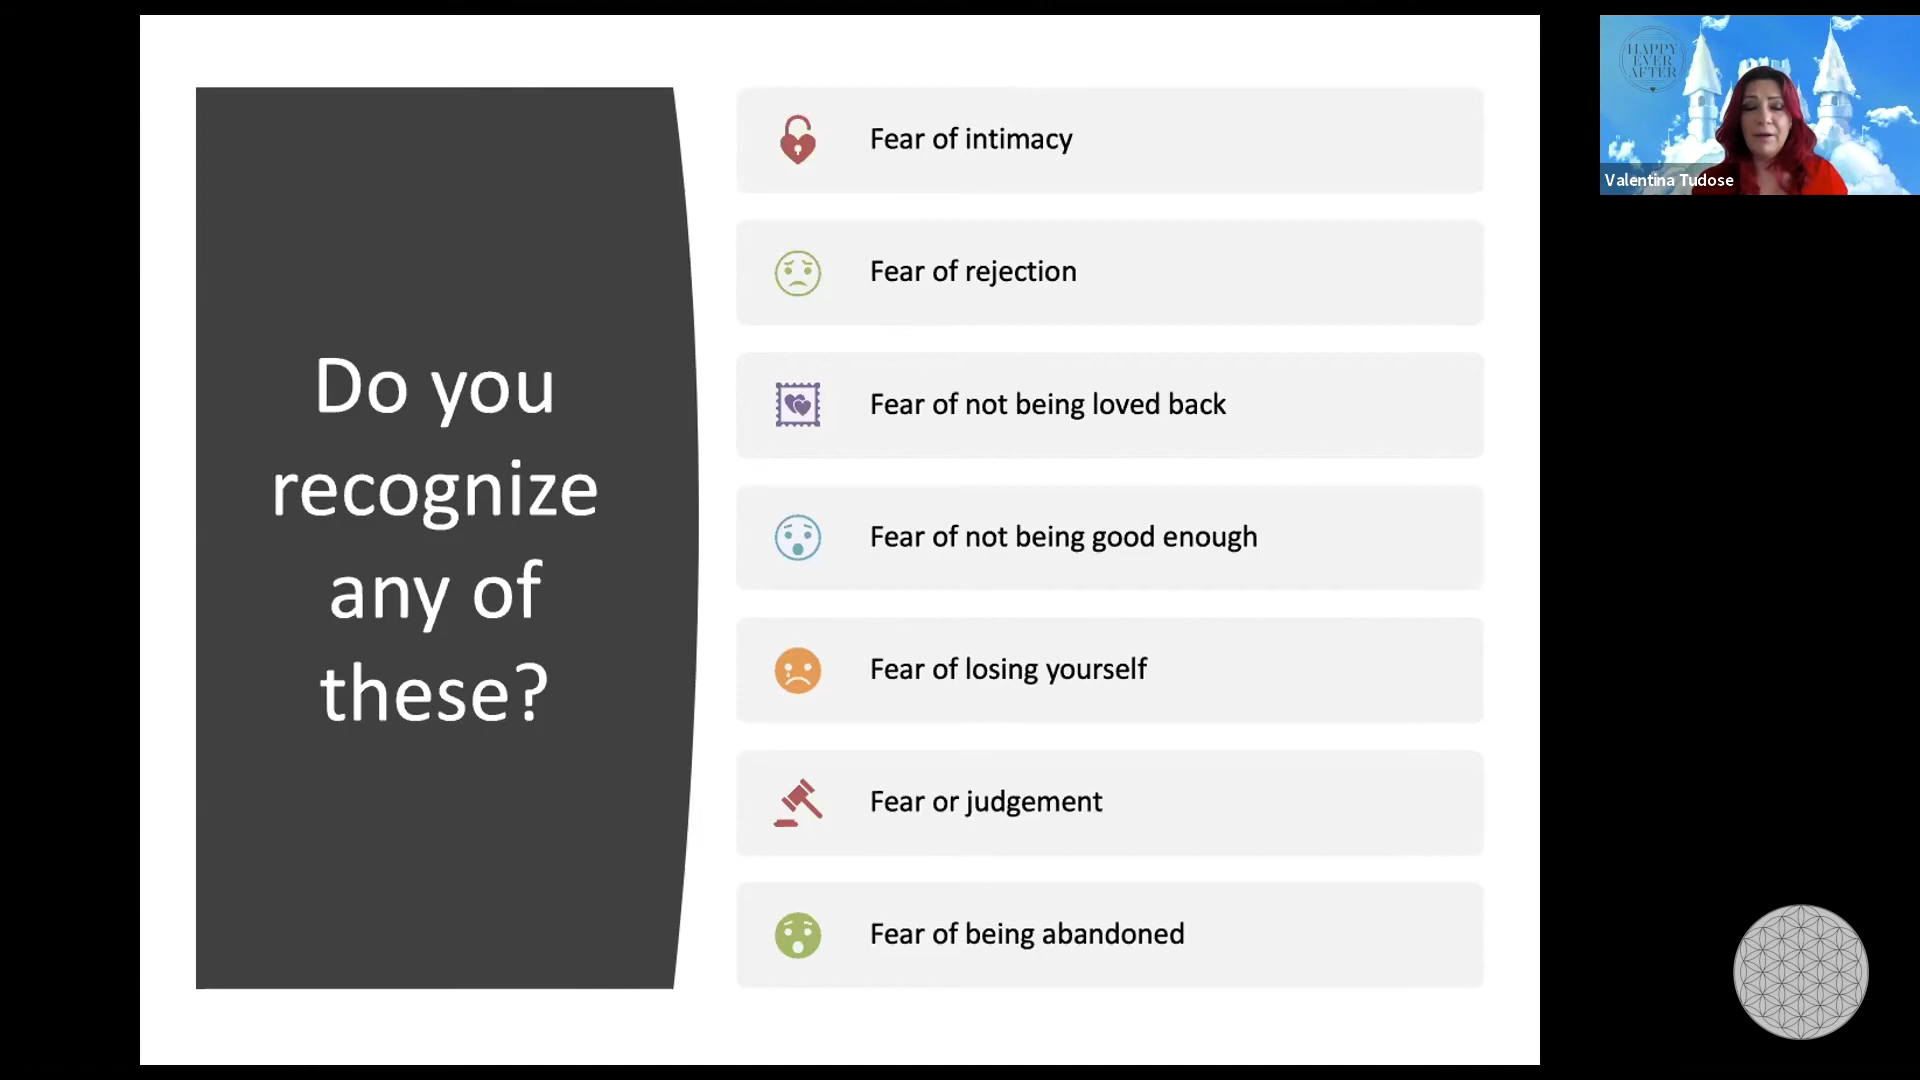 Do you
recognize
any of
these?
Fear of intimacy
Fear of rejection
Fear of not being loved back
Fear of not being good enough
Fear of losing yourself
Fear or judgement
Fear of being abandoned
HAPPY
EVER
AFTER
Valentina Tudose